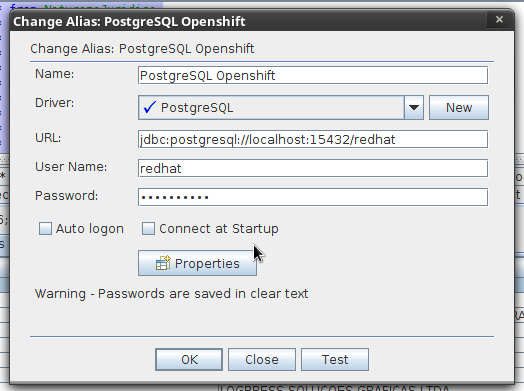 from NaturezaJuridica
Change Alias: PostgreSQL Openshift
Change Alias: PostgreSQL Openshift
Name: PostgreSQL Openshift
Driver: PostgreSQL New
URL: jdbc:postgresql://localhost:15432/redhat
User Name: redhat
Password: ••••••••••
Auto logon Connect at Startup
Properties
Warning - Passwords are saved in clear text
OK Close Test